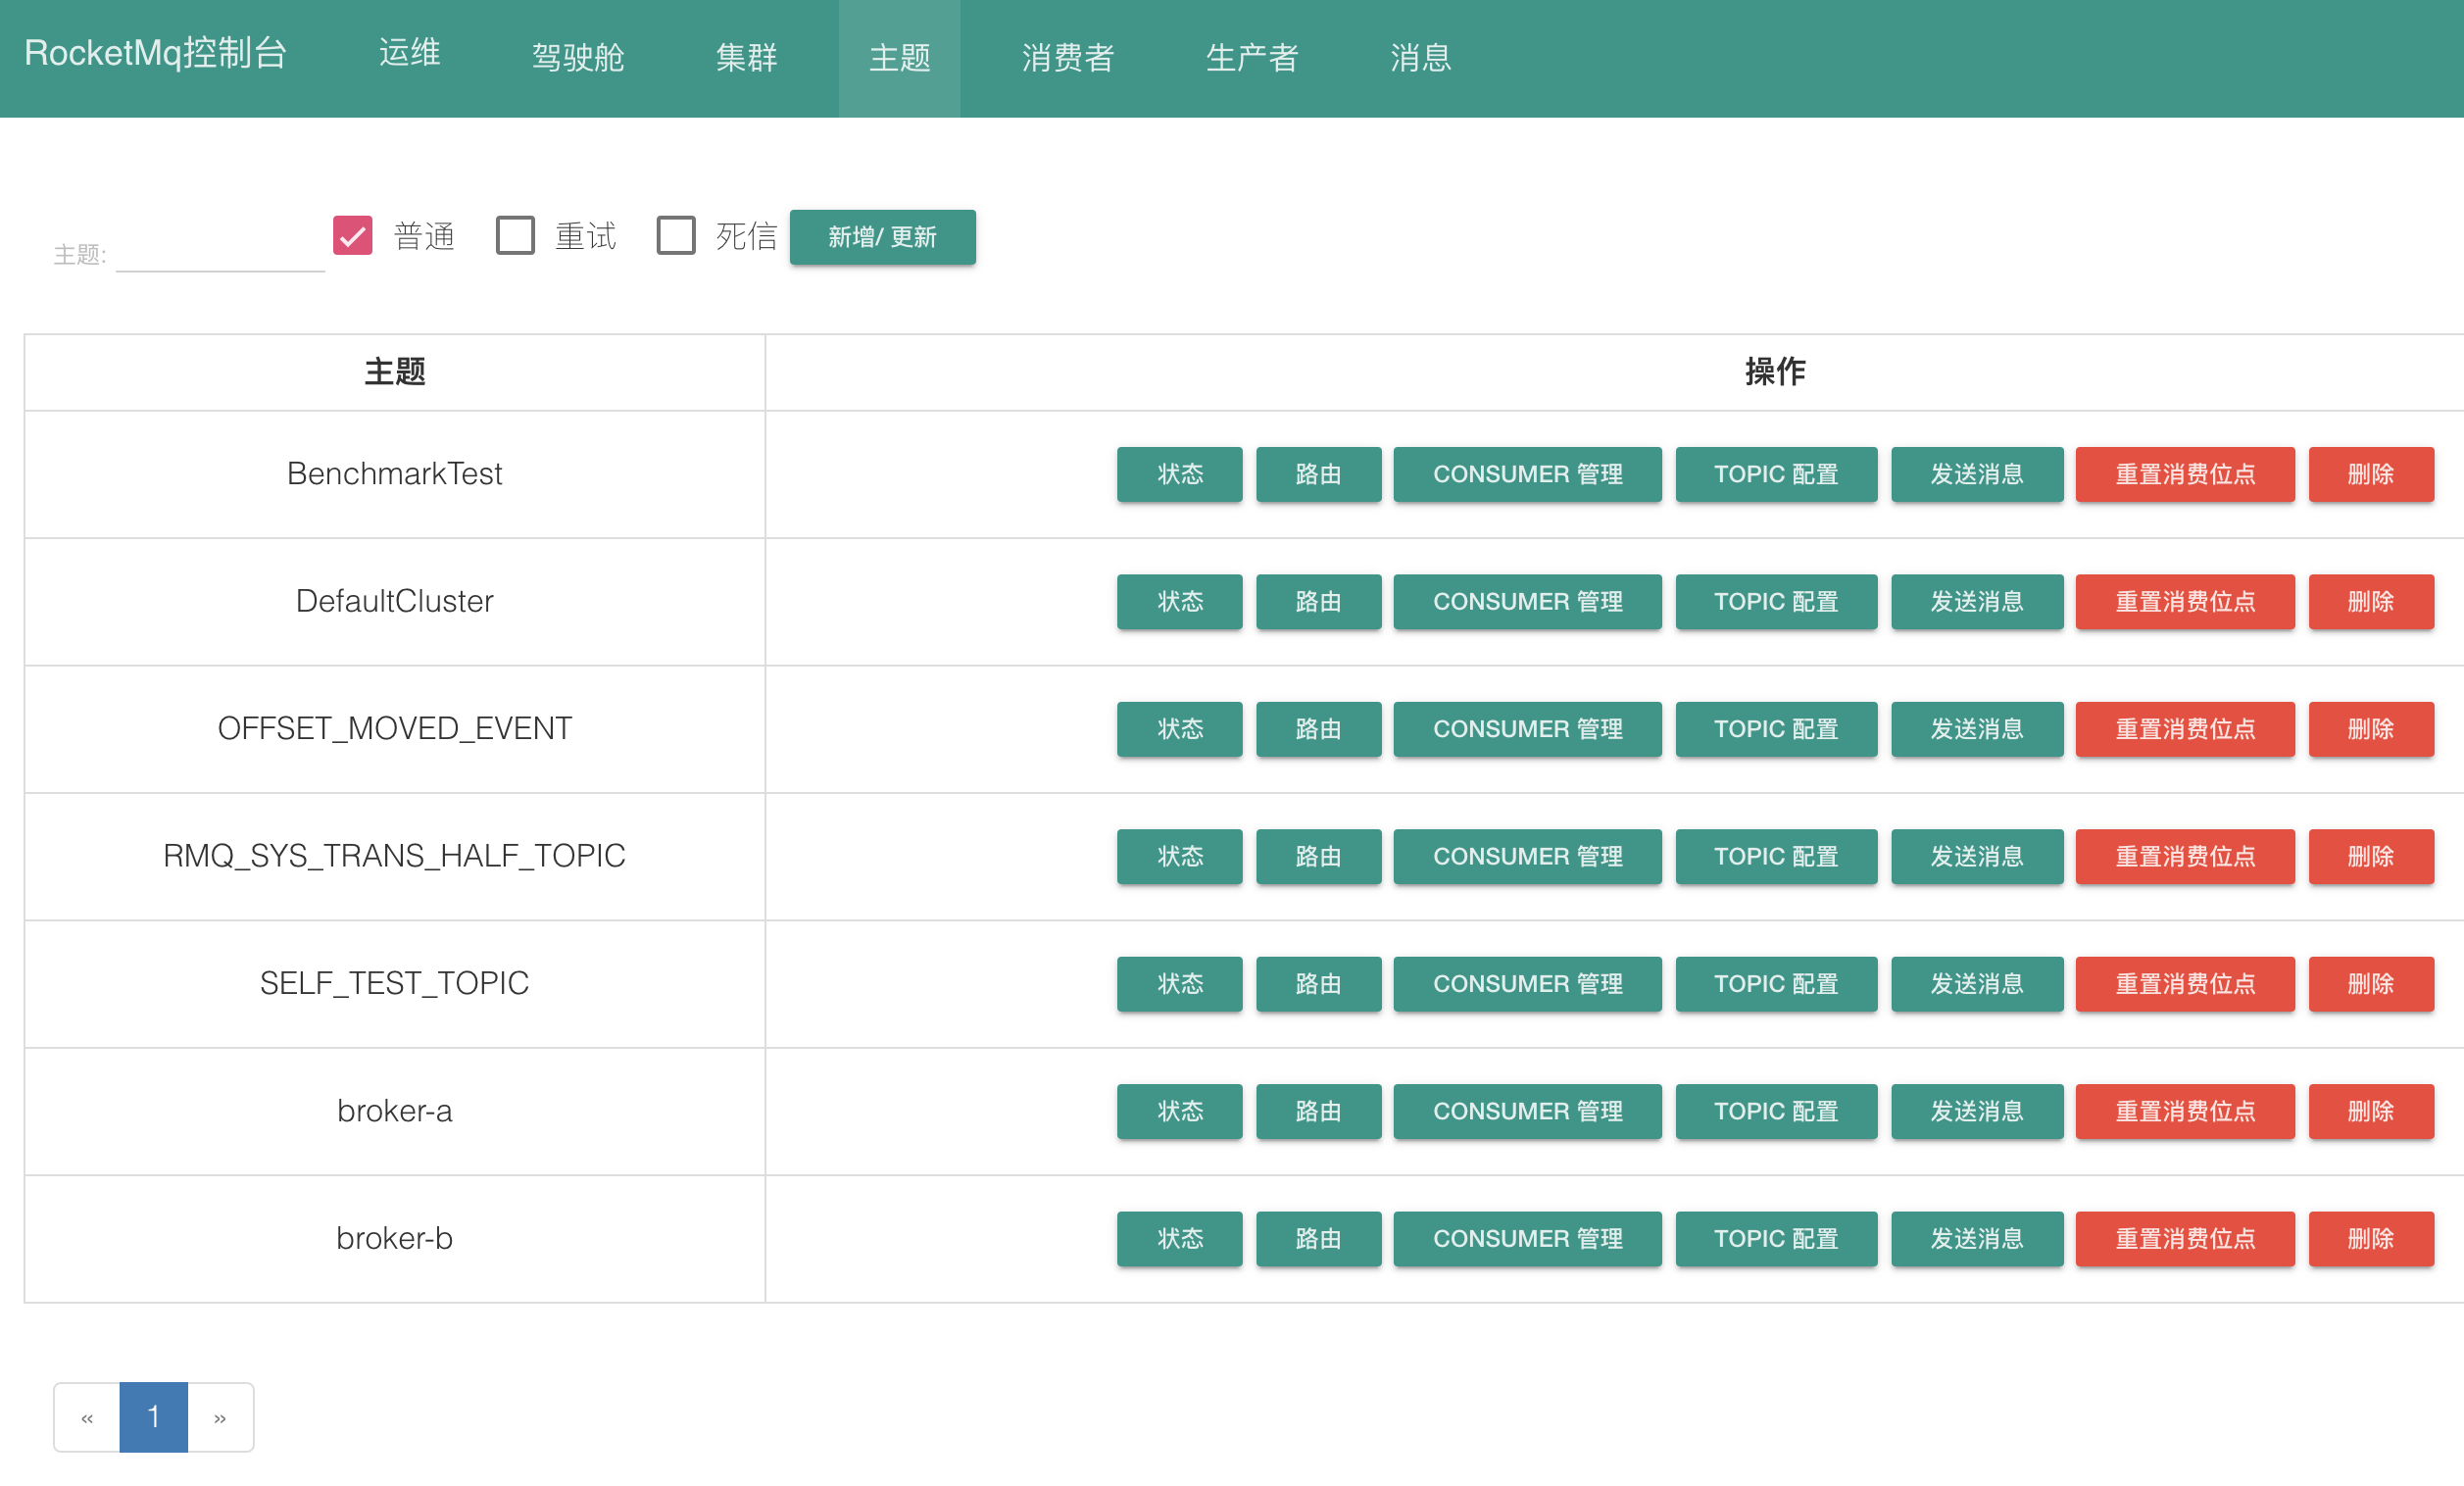 RocketMq控制台 运维 驾驶舱 集群 主题 消费者 生产者 消息
主题: 普通 重试 死信 新增/ 更新
主题 操作
BenchmarkTest 状态 路由 CONSUMER 管理 TOPIC 配置 发送消息 重置消费位点 删除
DefaultCluster 状态 路由 CONSUMER 管理 TOPIC 配置 发送消息 重置消费位点 删除
OFFSET_MOVED_EVENT 状态 路由 CONSUMER 管理 TOPIC 配置 发送消息 重置消费位点 删除
RMQ_SYS_TRANS_HALF_TOPIC 状态 路由 CONSUMER 管理 TOPIC 配置 发送消息 重置消费位点 删除
SELF_TEST_TOPIC 状态 路由 CONSUMER 管理 TOPIC 配置 发送消息 重置消费位点 删除
broker-a 状态 路由 CONSUMER 管理 TOPIC 配置 发送消息 重置消费位点 删除
broker-b 状态 路由 CONSUMER 管理 TOPIC 配置 发送消息 重置消费位点 删除
« 1 »